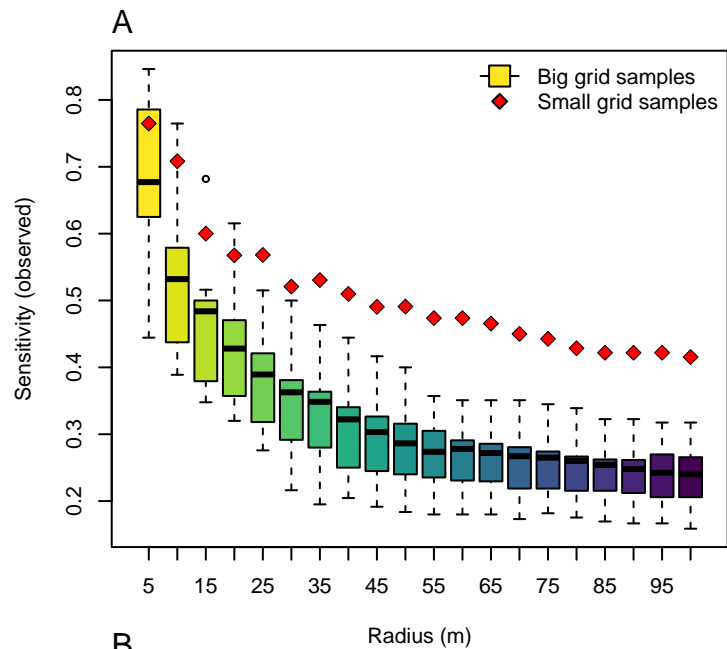 A
Big grid samples
Small grid samples
Sensitivity (observed)
0.8
0.7
0.6
0.5
0.4
0.3
0.2
5 15 25 35 45 55 65 75 85 95
Radius (m)
B